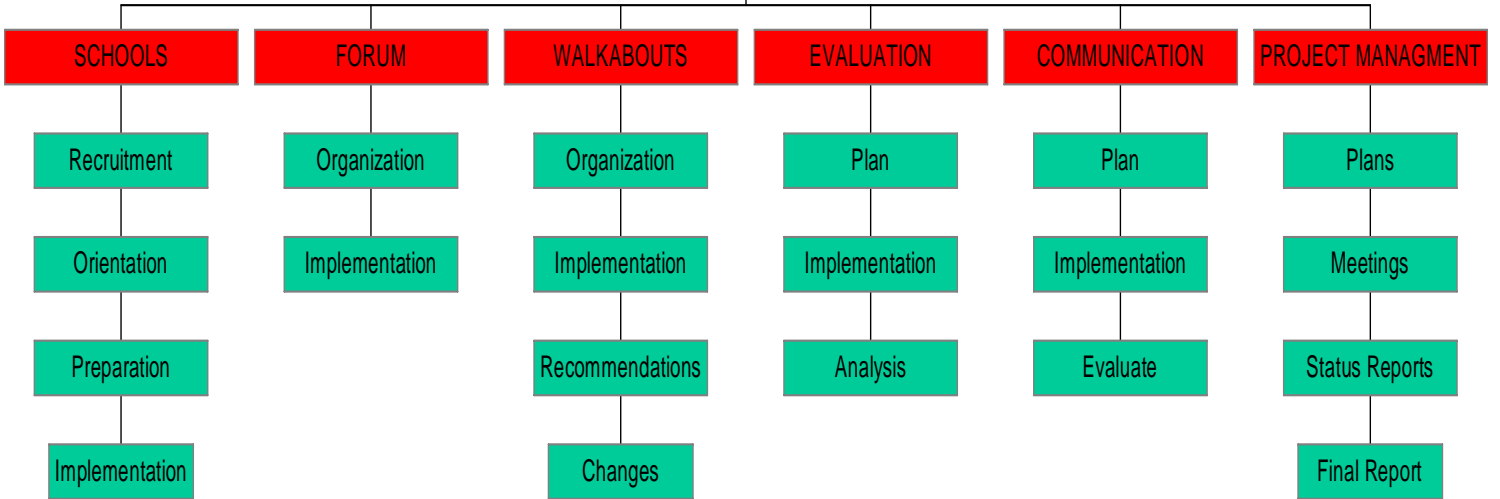 SCHOOLS
FORUM
WALKABOUTS
EVALUATION
COMMUNICATION
PROJECT MANAGMENT
Recruitment
Organization
Organization
Plan
Plan
Plans
Orientation
Implementation
Implementation
Implementation
Implementation
Meetings
Preparation
Recommendations
Analysis
Evaluate
Status Reports
Implementation
Changes
Final Report